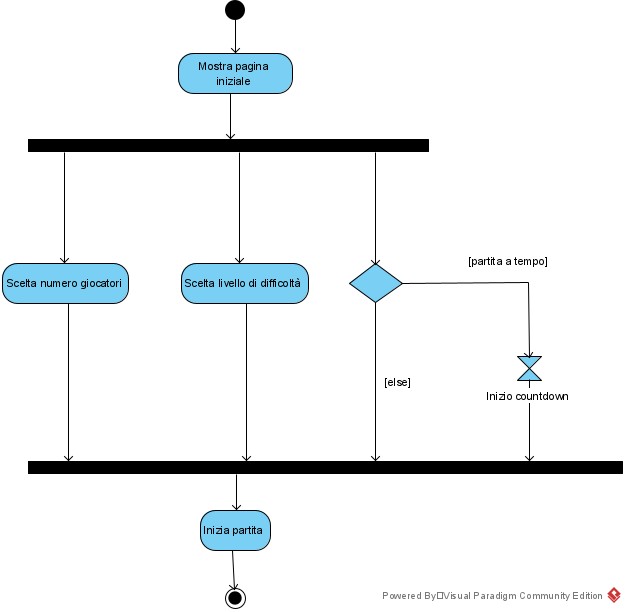 Mostra pagina
iniziale
[partita a tempo]
Scelta numero giocatori
Scelta livello di difficoltà
[else]
Inizio countdown
Inizia partita
Powered By Visual Paradigm Community Edition